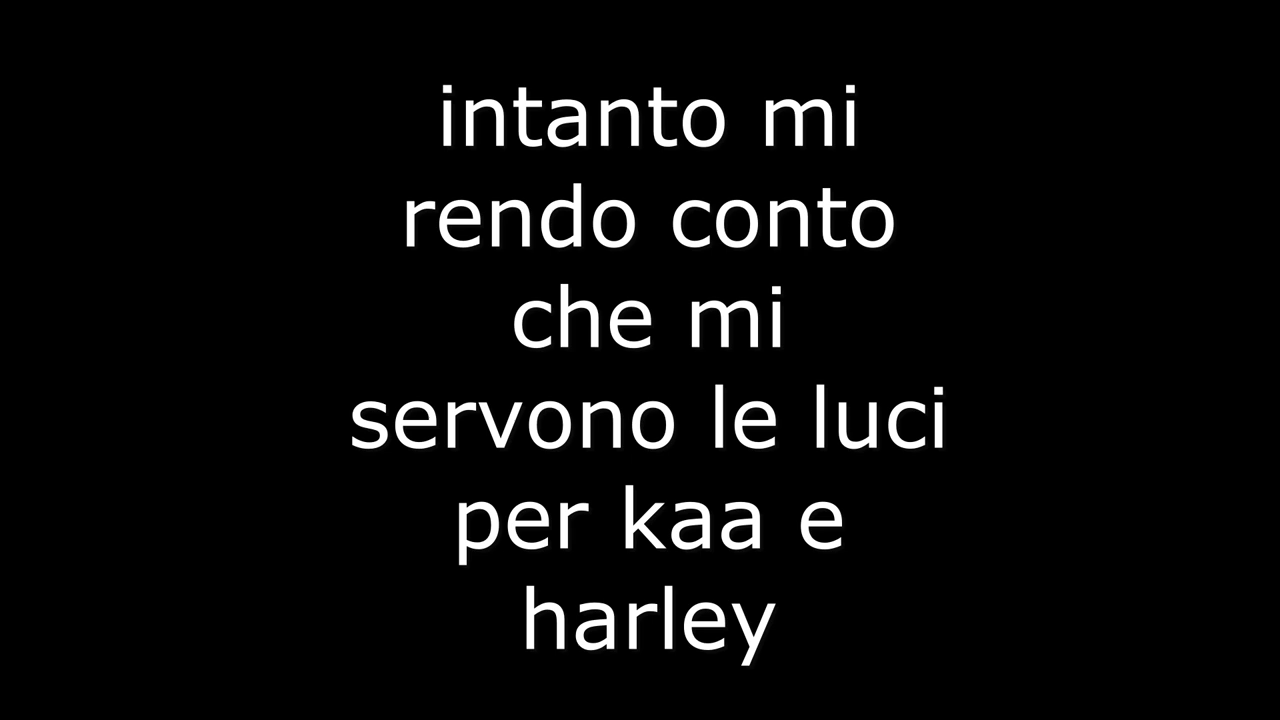 intanto mi
rendo conto
che mi
servono le luci
per kaa e
harley